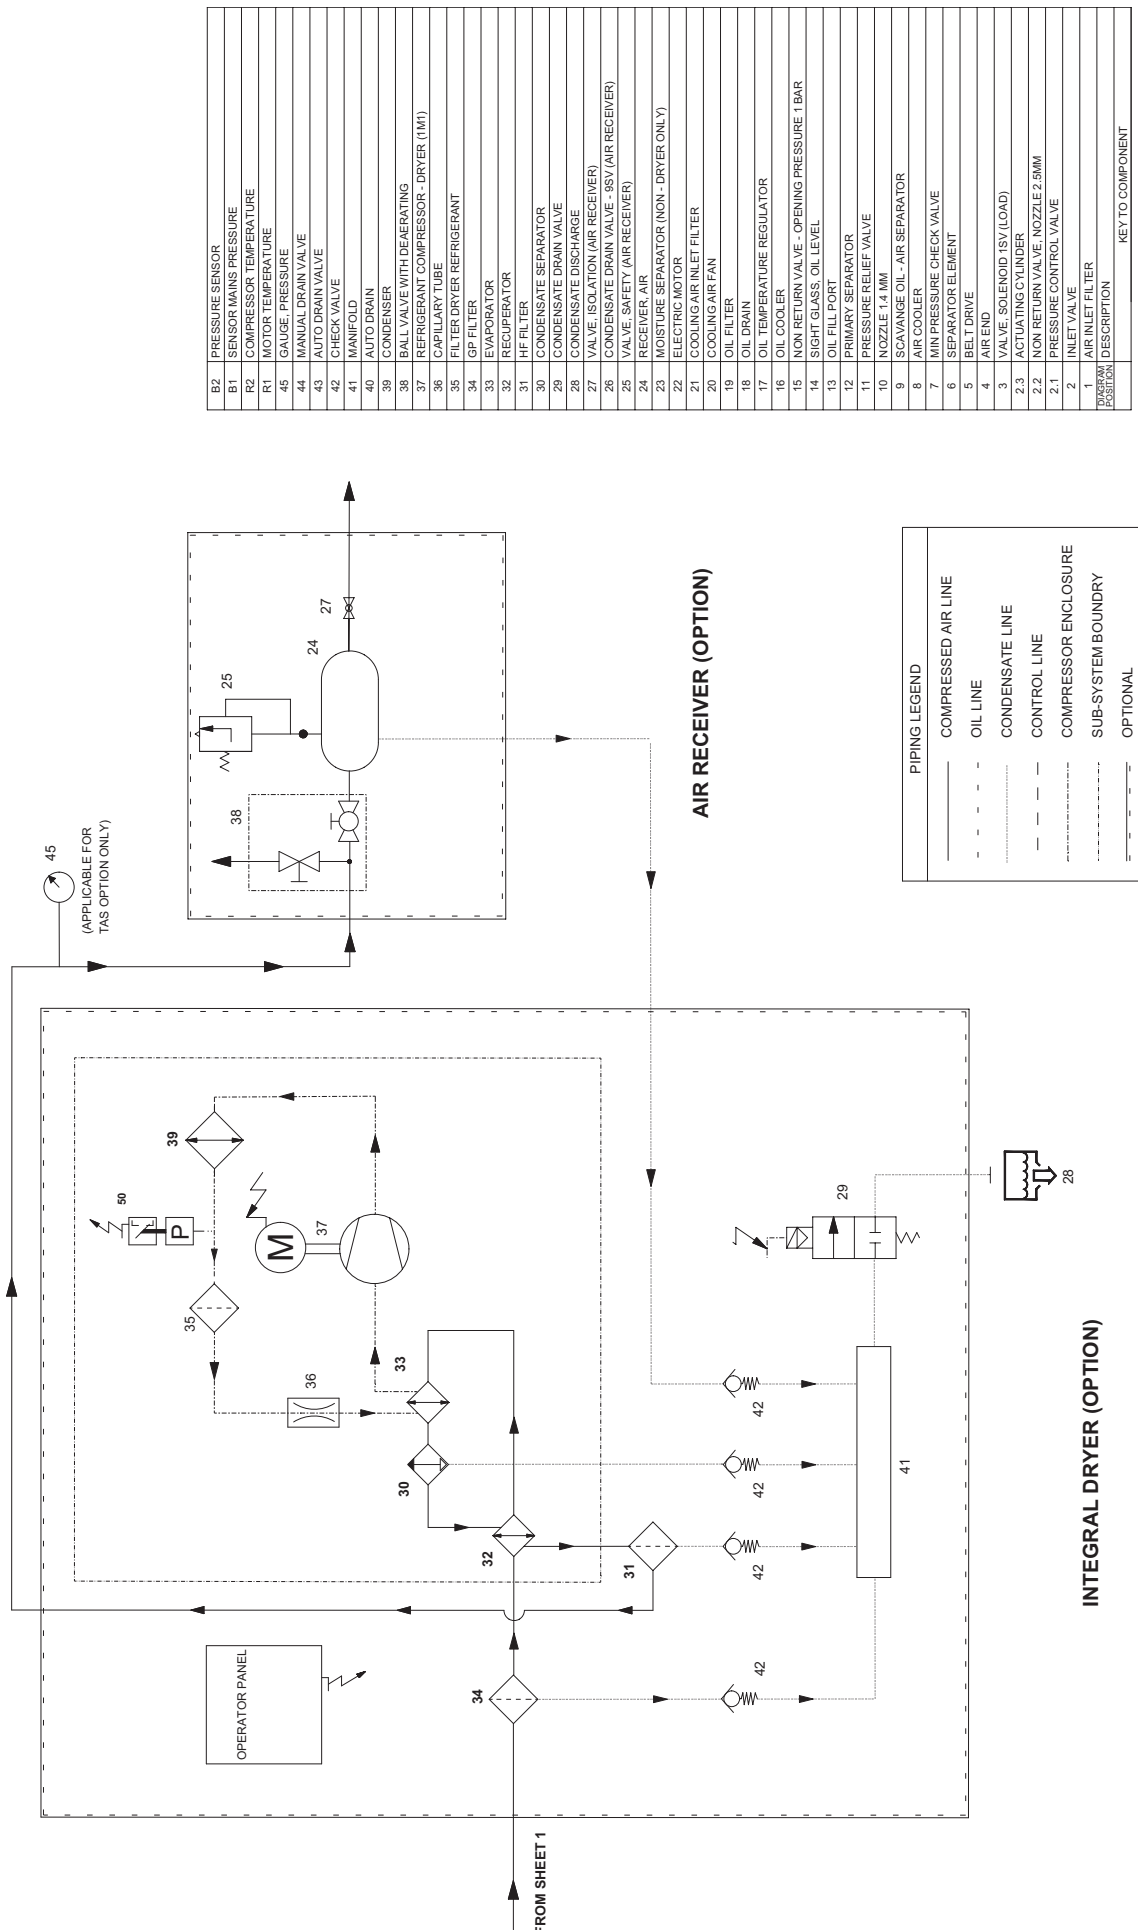 B2 PRESSURE SENSOR
B1 SENSOR MAINS PRESSURE
R2 COMPRESSOR TEMPERATURE
R1 MOTOR TEMPERATURE
45 GAUGE, PRESSURE
44 MANUAL DRAIN VALVE
43 AUTO DRAIN VALVE
42 CHECK VALVE
41 MANIFOLD
40 AUTO DRAIN
39 CONDENSER
38 BALL VALVE WITH DEAERATING
37 REFRIGERANT COMPRESSOR - DRYER (1M1)
36 CAPILLARY TUBE
35 FILTER DRYER REFRIGERANT
34 GP FILTER
33 EVAPORATOR
32 RECUPERATOR
31 HF FILTER
30 CONDENSATE SEPARATOR
29 CONDENSATE DRAIN VALVE
28 CONDENSATE DISCHARGE
27 VALVE, ISOLATION (AIR RECEIVER)
26 CONDENSATE DRAIN VALVE - 9SV (AIR RECEIVER)
25 VALVE, SAFETY (AIR RECEIVER)
24 RECEIVER, AIR
23 MOISTURE SEPARATOR (NON - DRYER ONLY)
22 ELECTRIC MOTOR
21 COOLING AIR INLET FILTER
20 COOLING AIR FAN
19 OIL FILTER
18 OIL DRAIN
17 OIL TEMPERATURE REGULATOR
16 OIL COOLER
15 NON RETURN VALVE - OPENING PRESSURE 1 BAR
14 SIGHT GLASS, OIL LEVEL
13 OIL FILL PORT
12 PRIMARY SEPARATOR
11 PRESSURE RELIEF VALVE
10 NOZZLE 1.4 MM
9 SCAVANGE OIL - AIR SEPARATOR
8 AIR COOLER
7 MIN PRESSURE CHECK VALVE
6 SEPARATOR ELEMENT
5 BELT DRIVE
4 AIR END
3 VALVE, SOLENOID 1SV (LOAD)
2.3 ACTUATING CYLINDER
2.2 NON RETURN VALVE, NOZZLE 2.5MM
2.1 PRESSURE CONTROL VALVE
2 INLET VALVE
1 AIR INLET FILTER
DIAGRAM POSITION DESCRIPTION
KEY TO COMPONENT
45
(APPLICABLE FOR
TAS OPTION ONLY)
38
25
24
27
AIR RECEIVER (OPTION)
PIPING LEGEND
COMPRESSED AIR LINE
OIL LINE
CONDENSATE LINE
CONTROL LINE
COMPRESSOR ENCLOSURE
SUB-SYSTEM BOUNDRY
OPTIONAL
39
50
P
M
37
35
36
33
30
32
31
34
OPERATOR PANEL
FROM SHEET 1
42
42
42
42
41
29
28
INTEGRAL DRYER (OPTION)